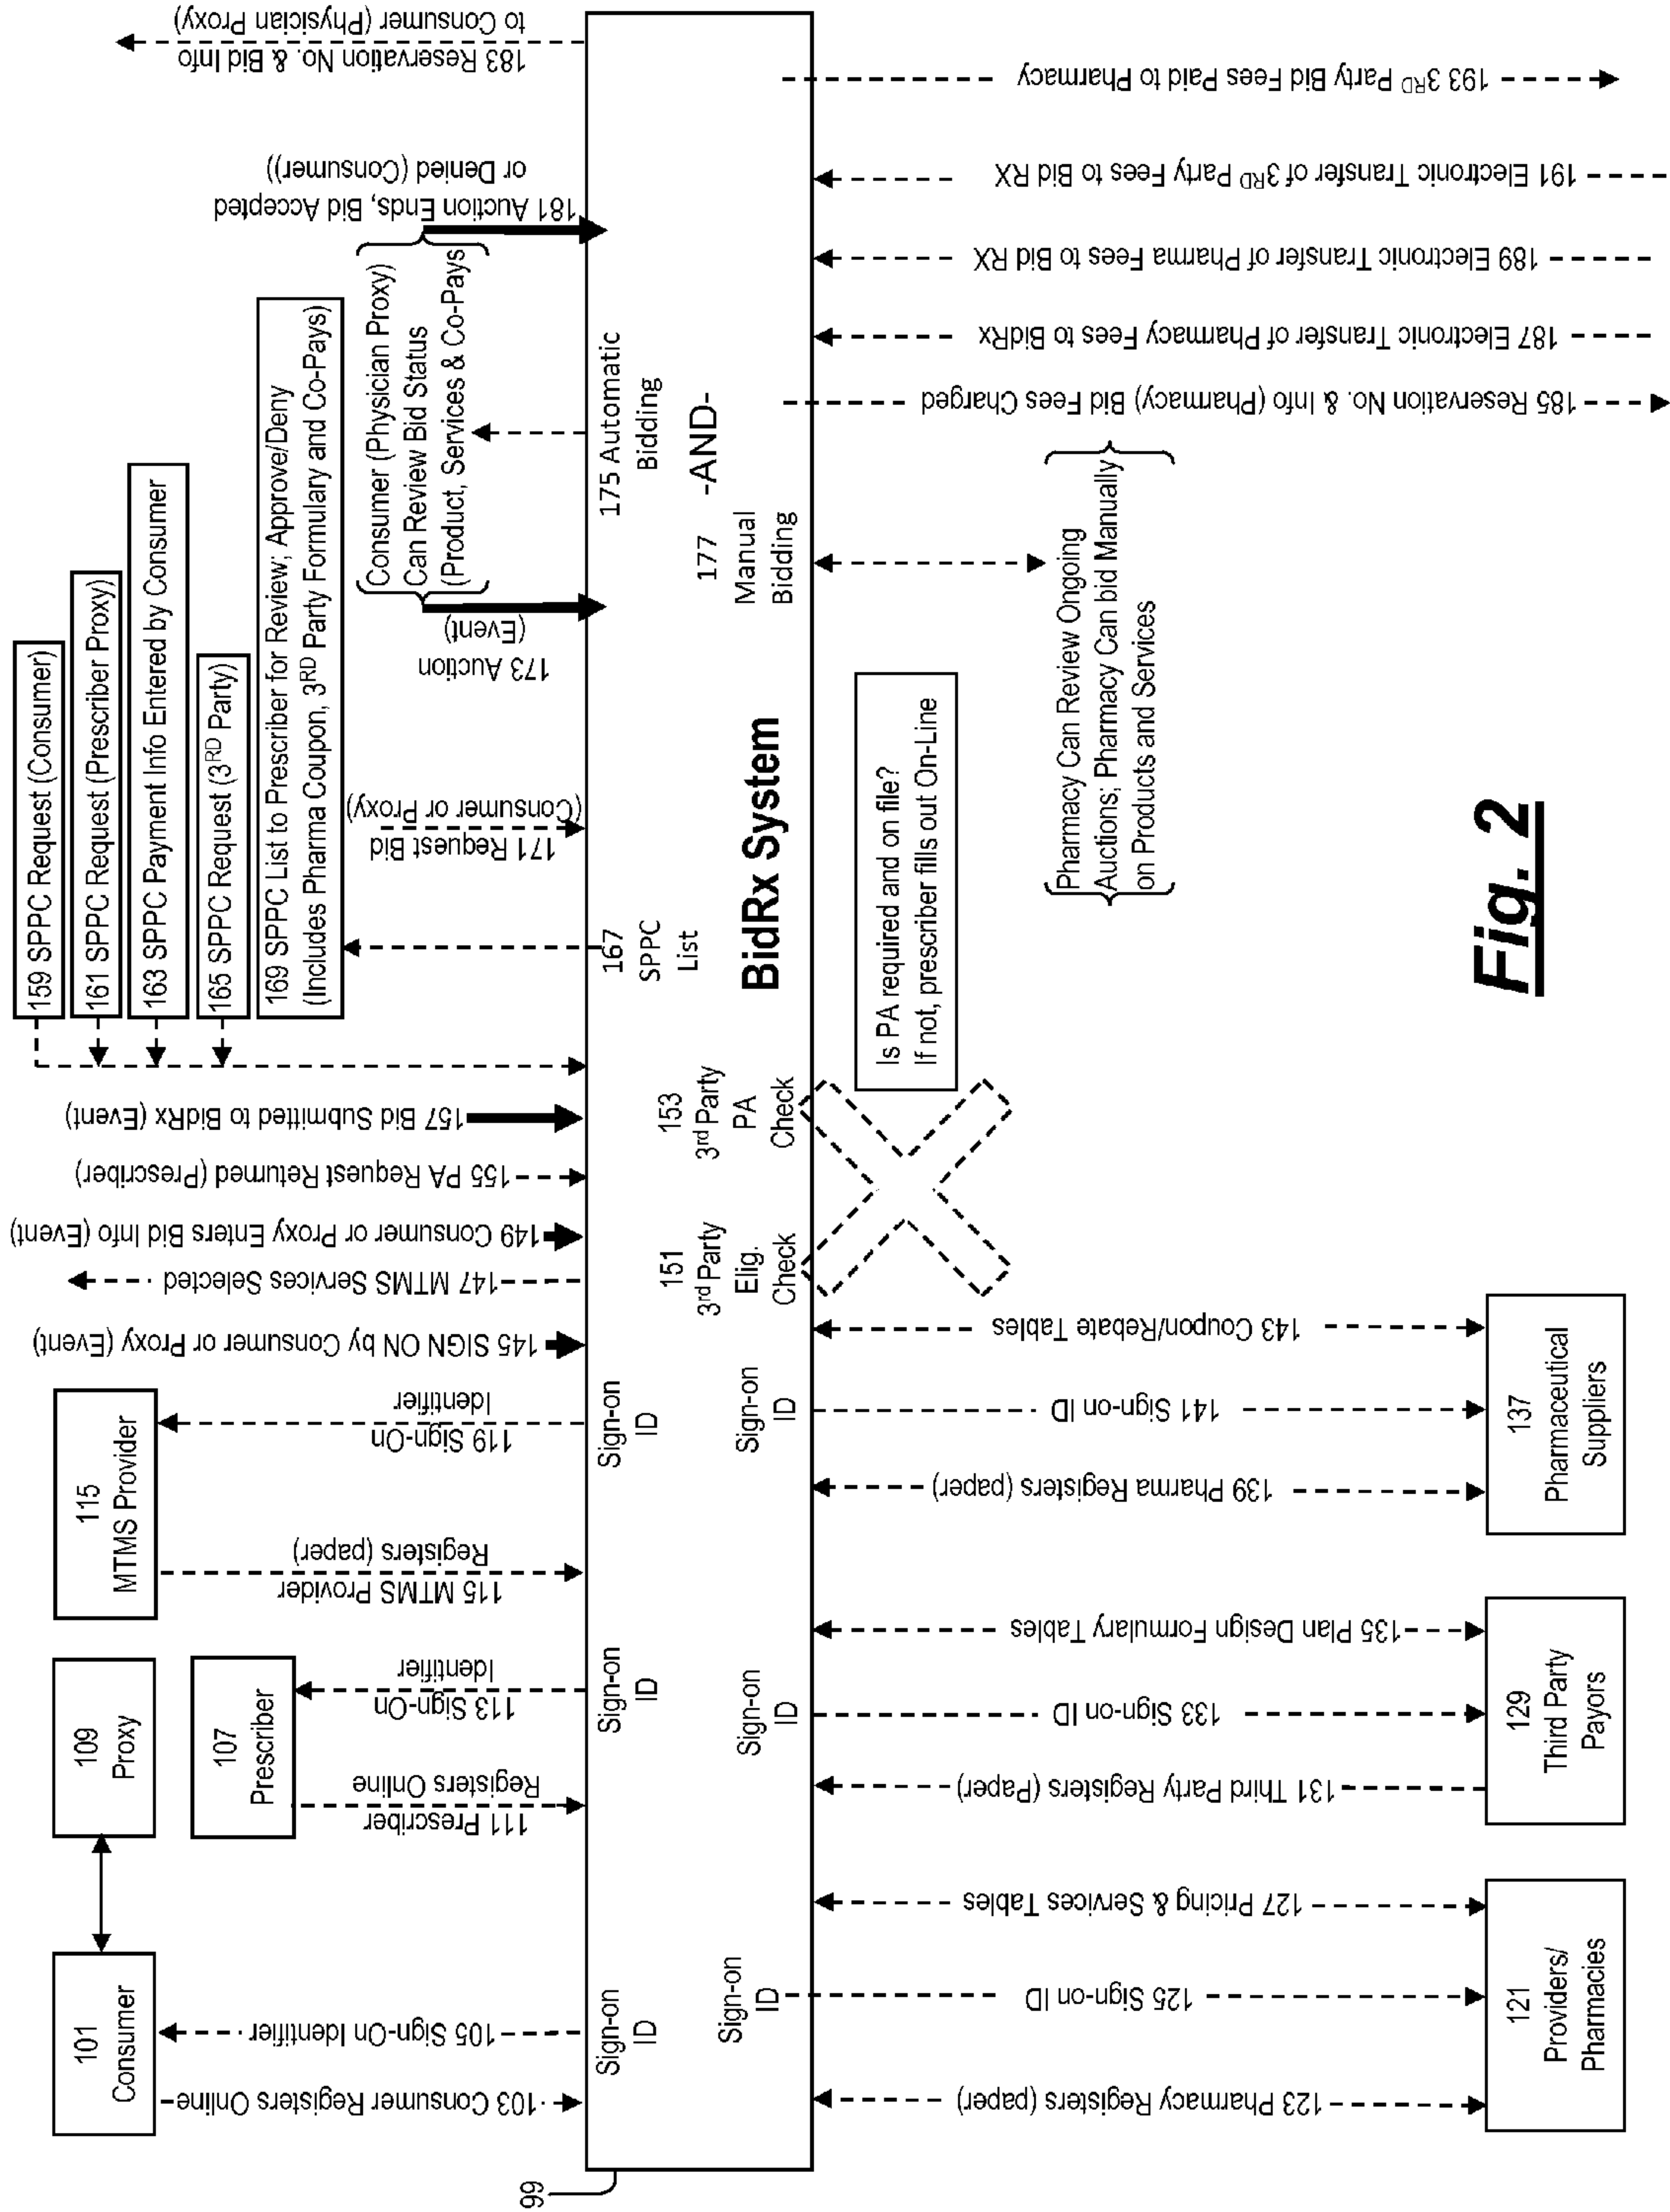 101
Consumer
109
Proxy
107
Prescriber
115
MTMS Provider
103 Consumer Registers Online
105 Sign-On Identifier
111 Prescriber
Registers Online
113 Sign-On
Identifier
115 MTMS Provider
Registers (paper)
119 Sign-On
Identifier
145 SIGN ON by Consumer or Proxy (Event)
147 MTMS Services Selected
149 Consumer or Proxy Enters Bid Info (Event)
155 PA Request Returned (Prescriber)
157 Bid Submitted to BidRx (Event)
159 SPPC Request (Consumer)
161 SPPC Request (Prescriber Proxy)
163 SPPC Payment Info Entered by Consumer
165 SPPC Request (3RD Party)
169 SPPC List to Prescriber for Review; Approve/Deny
(Includes Pharma Coupon, 3RD Party Formulary and Co-Pays)
171 Request Bid
(Consumer or Proxy)
173 Auction
(Event)
Consumer (Physician Proxy)
Can Review Bid Status
(Product, Services & Co-Pays
181 Auction Ends, Bid Accepted
or Denied (Consumer))
183 Reservation No. & Bid Info
to Consumer (Physician Proxy)
99
Sign-on
ID
Sign-on
ID
Sign-on
ID
Sign-on
ID
Sign-on
ID
Sign-on
ID
151
3rd Party
Elig.
Check
153
3rd Party
PA
Check
167
SPPC
List
BidRx System
175 Automatic
Bidding
-AND-
177
Manual
Bidding
123 Pharmacy Registers (paper)
125 Sign-on ID
127 Pricing & Services Tables
131 Third Party Registers (Paper)
133 Sign-on ID
135 Plan Design Formulary Tables
139 Pharma Registers (paper)
141 Sign-on ID
143 Coupon/Rebate Tables
Is PA required and on file?
If not, prescriber fills out On-Line
Pharmacy Can Review Ongoing
Auctions; Pharmacy Can bid Manually
on Products and Services
185 Reservation No. & Info (Pharmacy) Bid Fees Charged
187 Electronic Transfer of Pharmacy Fees to BidRx
189 Electronic Transfer of Pharma Fees to Bid RX
191 Electronic Transfer of 3RD Party Fees to Bid RX
193 3RD Party Bid Fees Paid to Pharmacy
121
Providers/
Pharmacies
129
Third Party
Payors
137
Pharmaceutical
Suppliers
Fig. 2